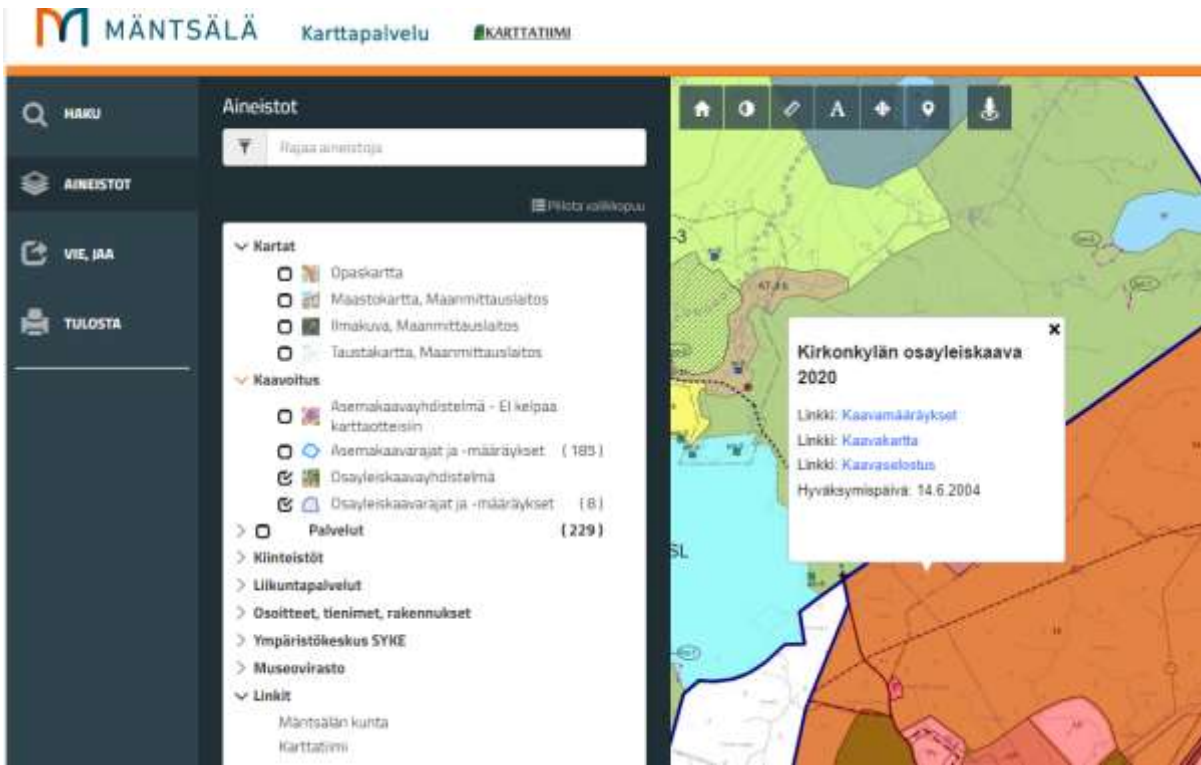 MÄNTSÄLÄ Karttapalvelu KARTTATIIMI
HAKU
AINEISTOT
VIE, JAA
TULOSTA
Aineistot
Rajaa aineistoja
Piilota valikkopuu
Kartat
Opaskartta
Maastokartta, Maanmittauslaitos
Ilmakuva, Maanmittauslaitos
Taustakartta, Maanmittauslaitos
Kaavoitus
Asemakaavayhdistelmä - EI kelpaa
karttaotteisiin
Asemakaavarajat ja -määräykset (185)
Osayleiskaavayhdistelmä
Osayleiskaavarajat ja -määräykset (8)
Palvelut (229)
Kiinteistöt
Liikuntapalvelut
Osoitteet, tienimet, rakennukset
Ympäristökeskus SYKE
Museovirasto
Linkit
Mäntsälän kunta
Karttatiimi
A
-3
Kirkonkylän osayleiskaava
2020
Linkki: Kaavamääräykset
Linkki: Kaavakartta
Linkki: Kaavaselostus
Hyväksymispäivä: 14.6.2004
SL